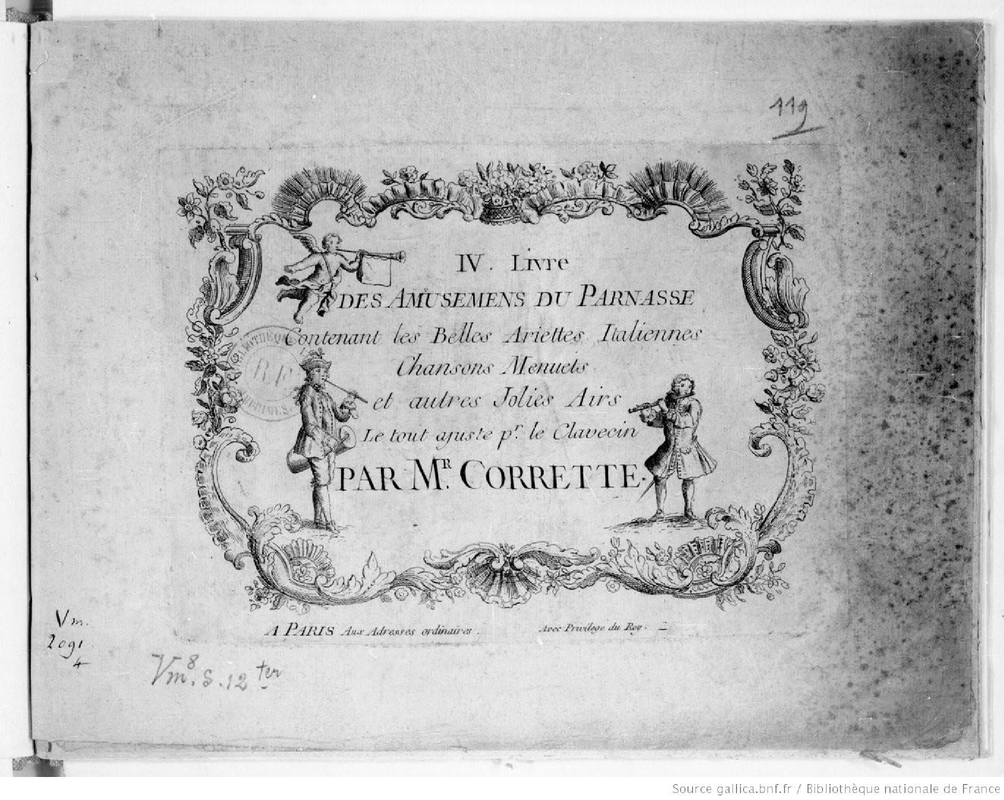 119
IV. Livre
DES AMUSEMENS DU PARNASSE
Contenant les Belles Ariettes Italiennes
Chansons Menuets
et autres Jolies Airs
Le tout ajuste pr. le Clavecin
PAR MR. CORRETTE.
A PARIS Aux Adresses ordinaires.
Avec Privilege du Roy.
Vm.
2091
4
Vm8. S. 12 ter
R F
Source gallica.bnf.fr / Bibliothèque nationale de France